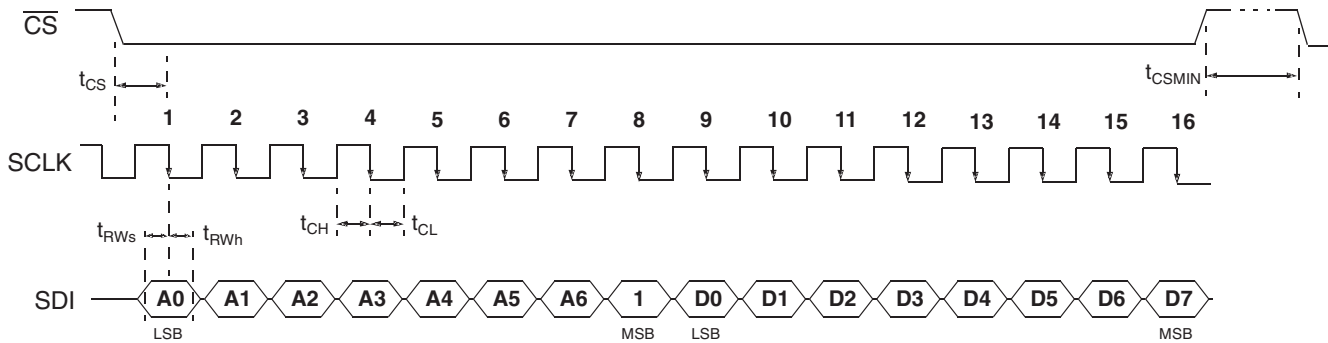 CS
tCS
tCSMIN
1 2 3 4 5 6 7 8 9 10 11 12 13 14 15 16
SCLK
tRWs tRWh tCH tCL
SDI A0 A1 A2 A3 A4 A5 A6 1 D0 D1 D2 D3 D4 D5 D6 D7
LSB MSB LSB MSB